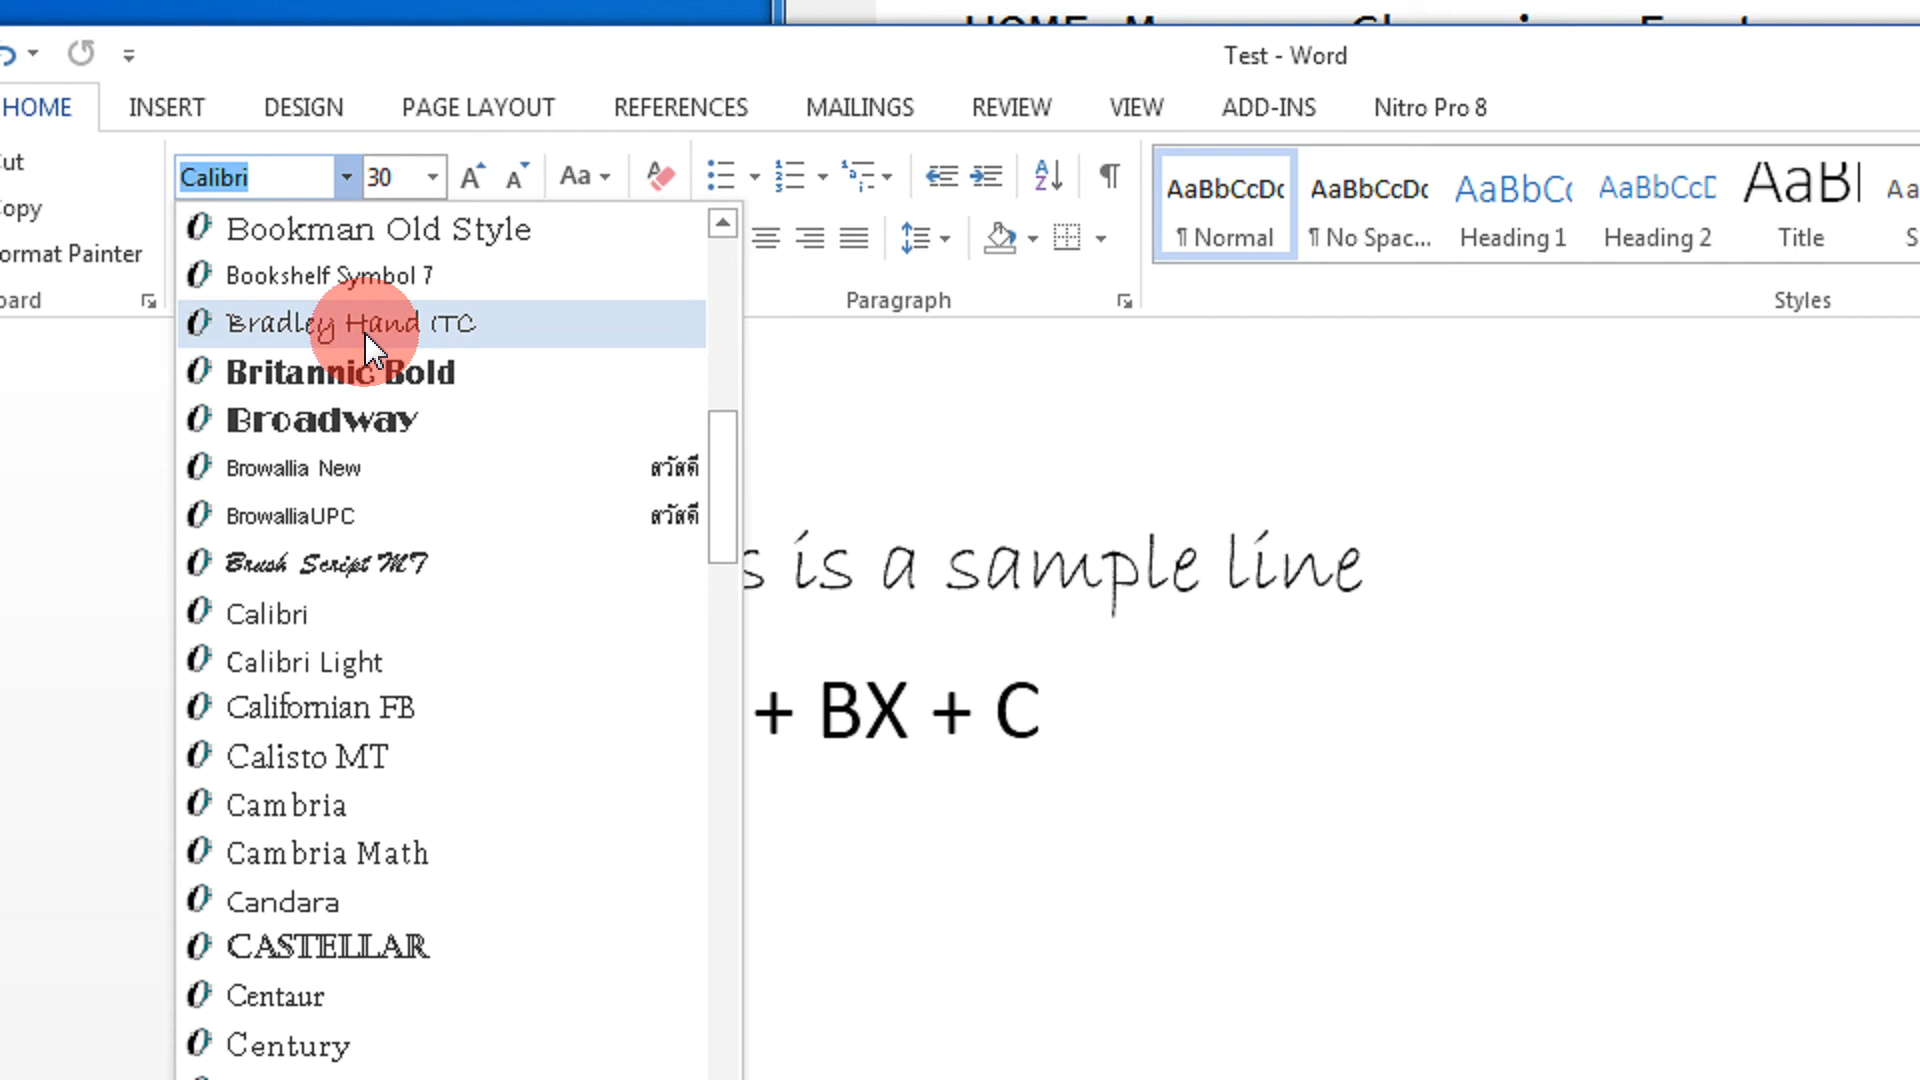 Test - Word
HOME INSERT DESIGN PAGE LAYOUT REFERENCES MAILINGS REVIEW VIEW ADD-INS Nitro Pro 8
ut
opy
ormat Painter
oard
Calibri 30
Aa
AaBbCcDc AaBbCcDc AaBbCc AaBbCcD AaBl Aa
¶ Normal ¶ No Spac... Heading 1 Heading 2 Title S
Paragraph
Styles
Bookman Old Style
Bookshelf Symbol 7
Bradley Hand ITC
Britannic Bold
Broadway
Browallia New สวัสดี
BrowalliaUPC สวัสดี
Brush Script MT
Calibri
Calibri Light
Californian FB
Calisto MT
Cambria
Cambria Math
Candara
CASTELLAR
Centaur
Century
s is a sample line
+ BX + C